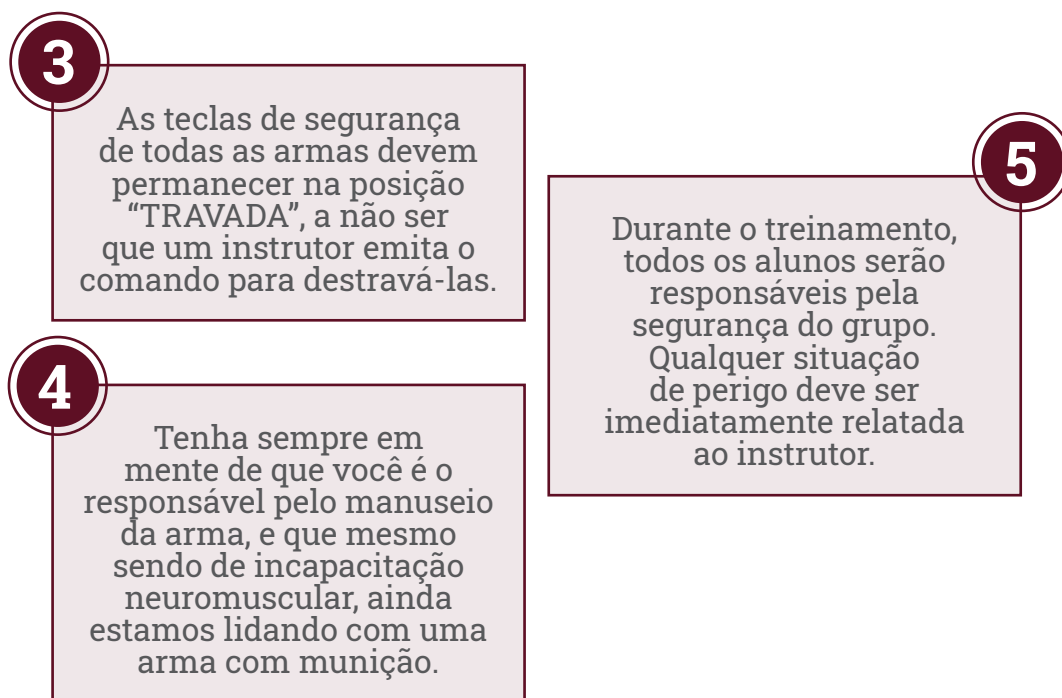 3
As teclas de segurança
de todas as armas devem
permanecer na posição
“TRAVADA”, a não ser
que um instrutor emita o
comando para destravá-las.
4
Tenha sempre em
mente de que você é o
responsável pelo manuseio
da arma, e que mesmo
sendo de incapacitação
neuromuscular, ainda
estamos lidando com uma
arma com munição.
5
Durante o treinamento,
todos os alunos serão
responsáveis pela
segurança do grupo.
Qualquer situação
de perigo deve ser
imediatamente relatada
ao instrutor.